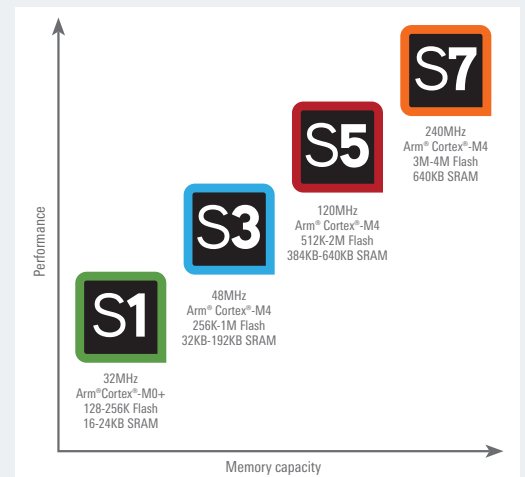 S7
240MHz
Arm® Cortex®-M4
3M-4M Flash
640KB SRAM
S5
120MHz
Arm® Cortex®-M4
512K-2M Flash
384KB-640KB SRAM
S3
48MHz
Arm® Cortex®-M4
256K-1M Flash
32KB-192KB SRAM
S1
32MHz
Arm®Cortex®-M0+
128-256K Flash
16-24KB SRAM
Performance
Memory capacity